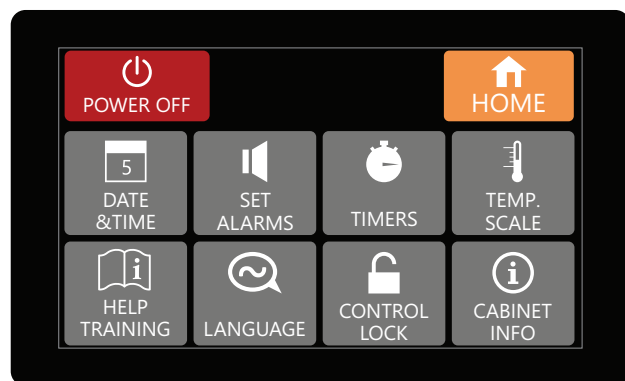 POWER OFF
HOME
5
DATE
&TIME
SET
ALARMS
TIMERS
TEMP.
SCALE
i
HELP
TRAINING
LANGUAGE
CONTROL
LOCK
i
CABINET
INFO